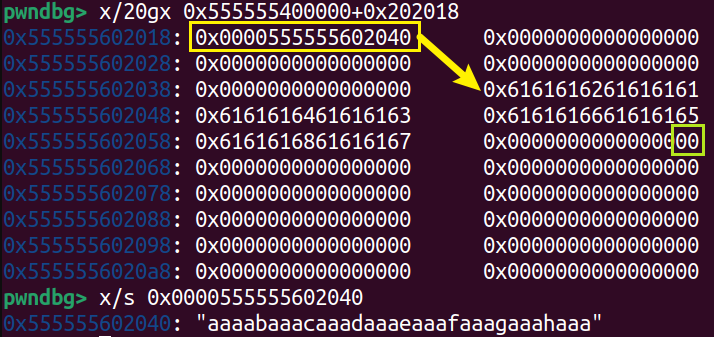 pwndbg> x/20gx 0x555555400000+0x202018
0x555555602018: 0x0000555555602040 0x0000000000000000
0x555555602028: 0x0000000000000000 0x0000000000000000
0x555555602038: 0x0000000000000000 0x6161616261616161
0x555555602048: 0x6161616461616163 0x6161616661616165
0x555555602058: 0x6161616861616167 0x0000000000000000
0x555555602068: 0x0000000000000000 0x0000000000000000
0x555555602078: 0x0000000000000000 0x0000000000000000
0x555555602088: 0x0000000000000000 0x0000000000000000
0x555555602098: 0x0000000000000000 0x0000000000000000
0x5555556020a8: 0x0000000000000000 0x0000000000000000
pwndbg> x/s 0x0000555555602040
0x555555602040: "aaaabaaacaaadaaaeaaafaaagaaahaaa"